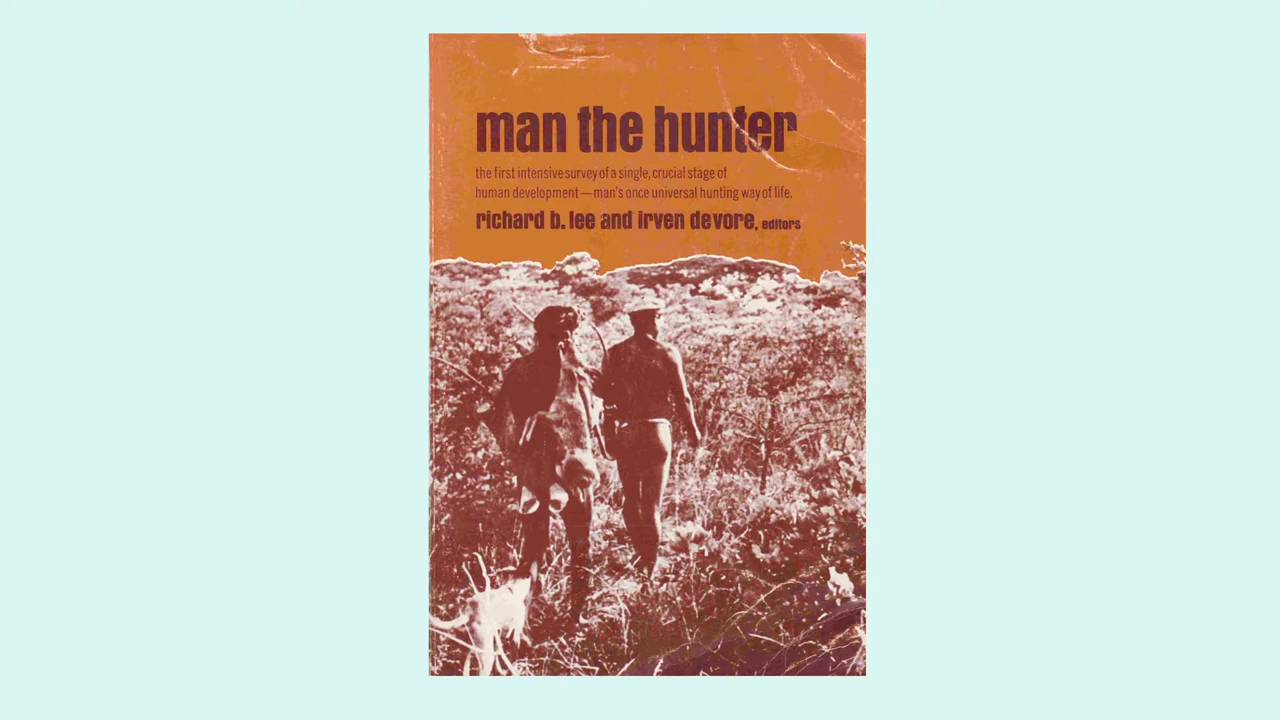 man the hunter
the first intensive survey of a single, crucial stage of
human development—man's once universal hunting way of life.
richard b. lee and irven devore, editors